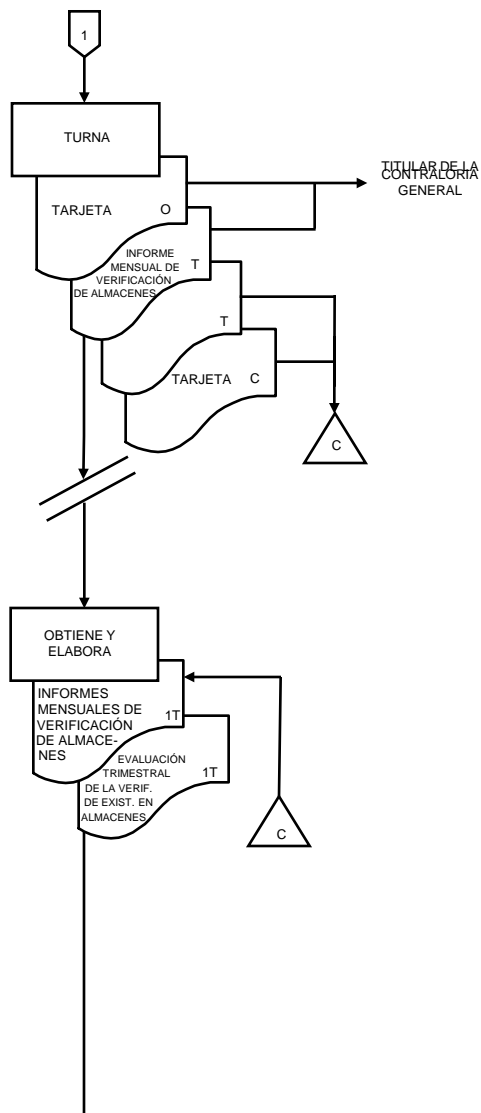 1
TURNA
TITULAR DE LA
CONTRALORIA
GENERAL
TARJETA
O
INFORME
MENSUAL DE
VERIFICACIÓN
DE ALMACENES
T
T
TARJETA
C
C
OBTIENE Y
ELABORA
INFORMES
MENSUALES DE
VERIFICACIÓN
DE ALMACE-
NES
1T
EVALUACIÓN
TRIMESTRAL
DE LA VERIF.
DE EXIST. EN
ALMACENES
1T
C